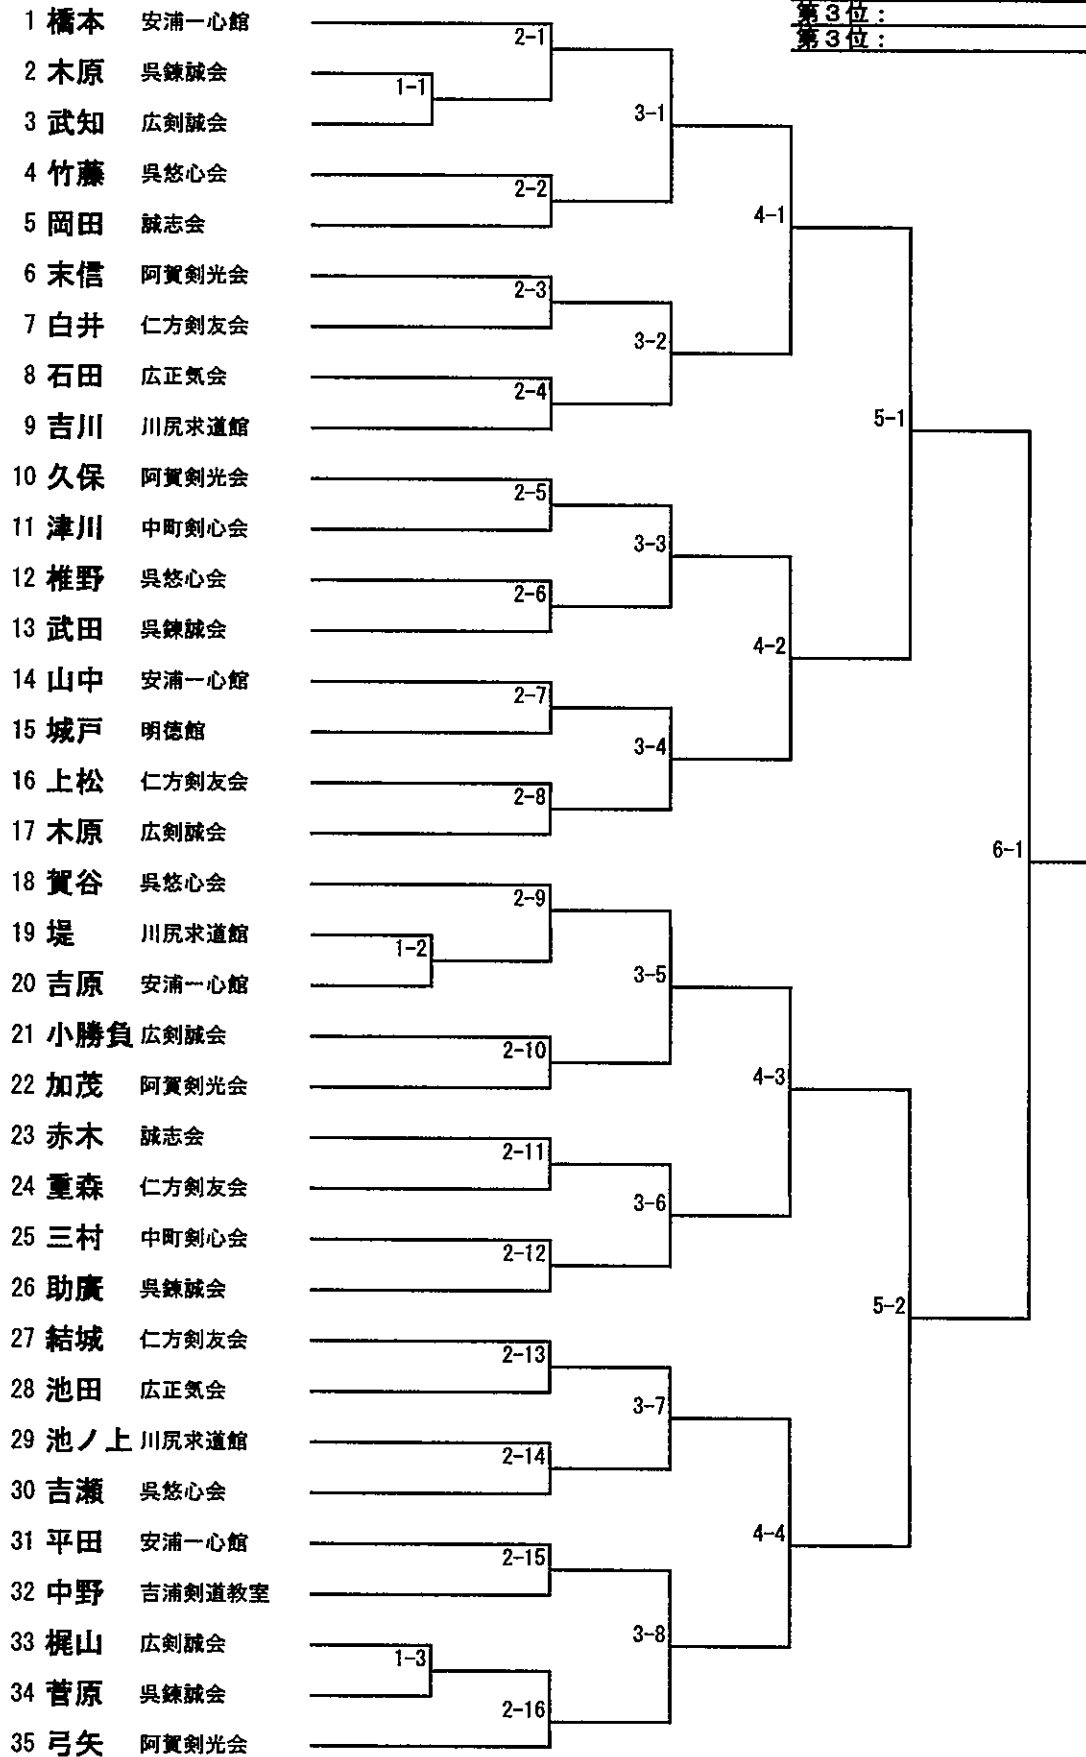 第3位：
第3位：
1 橋本 安浦一心館
2-1
2 木原 呉錬誠会
1-1
3 武知 広剣誠会
3-1
4 竹藤 呉悠心会
2-2
5 岡田 誠志会
4-1
6 末信 阿賀剣光会
2-3
7 白井 仁方剣友会
3-2
8 石田 広正気会
2-4
9 吉川 川尻求道館
5-1
10 久保 阿賀剣光会
2-5
11 津川 中町剣心会
3-3
12 椎野 呉悠心会
2-6
13 武田 呉錬誠会
4-2
14 山中 安浦一心館
2-7
15 城戸 明徳館
3-4
16 上松 仁方剣友会
2-8
17 木原 広剣誠会
6-1
18 賀谷 呉悠心会
2-9
19 堤 川尻求道館
1-2
20 吉原 安浦一心館
3-5
21 小勝負 広剣誠会
2-10
22 加茂 阿賀剣光会
4-3
23 赤木 誠志会
2-11
24 重森 仁方剣友会
3-6
25 三村 中町剣心会
2-12
26 助廣 呉錬誠会
5-2
27 結城 仁方剣友会
2-13
28 池田 広正気会
3-7
29 池ノ上 川尻求道館
2-14
30 吉瀬 呉悠心会
4-4
31 平田 安浦一心館
2-15
32 中野 吉浦剣道教室
3-8
33 梶山 広剣誠会
1-3
34 菅原 呉錬誠会
2-16
35 弓矢 阿賀剣光会